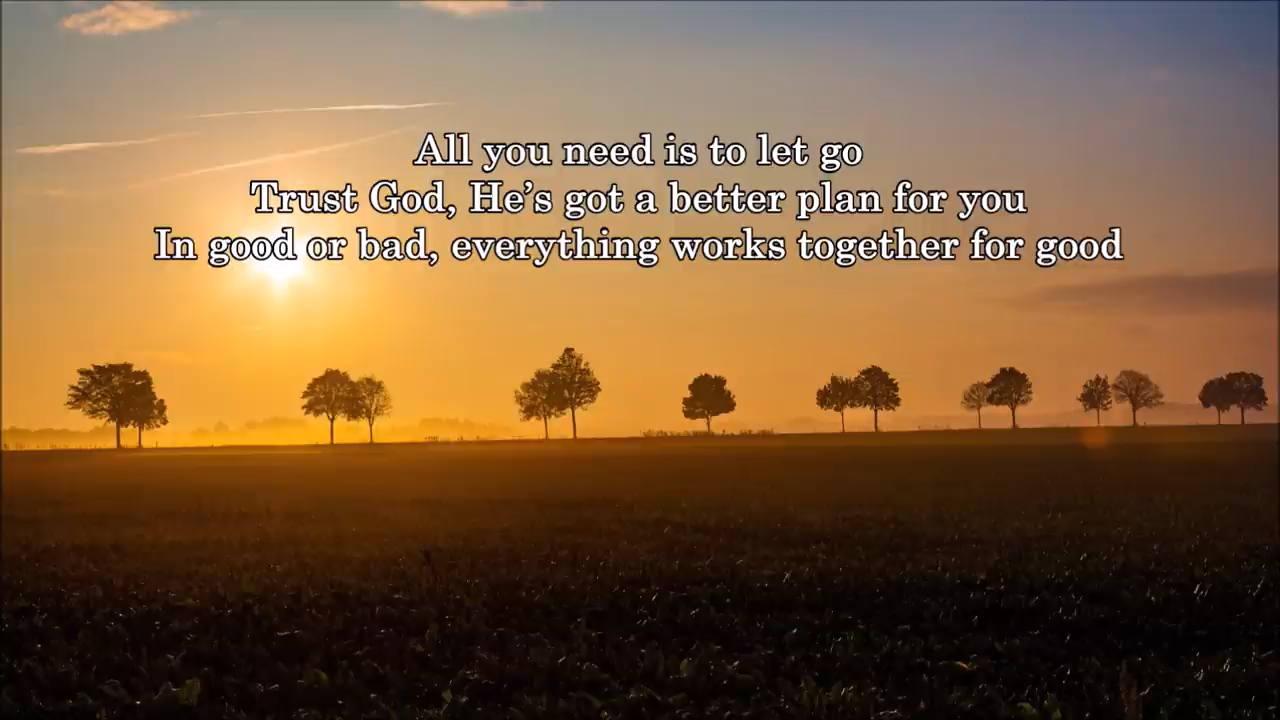 All you need is to let go
Trust God, He’s got a better plan for you
In good or bad, everything works together for good